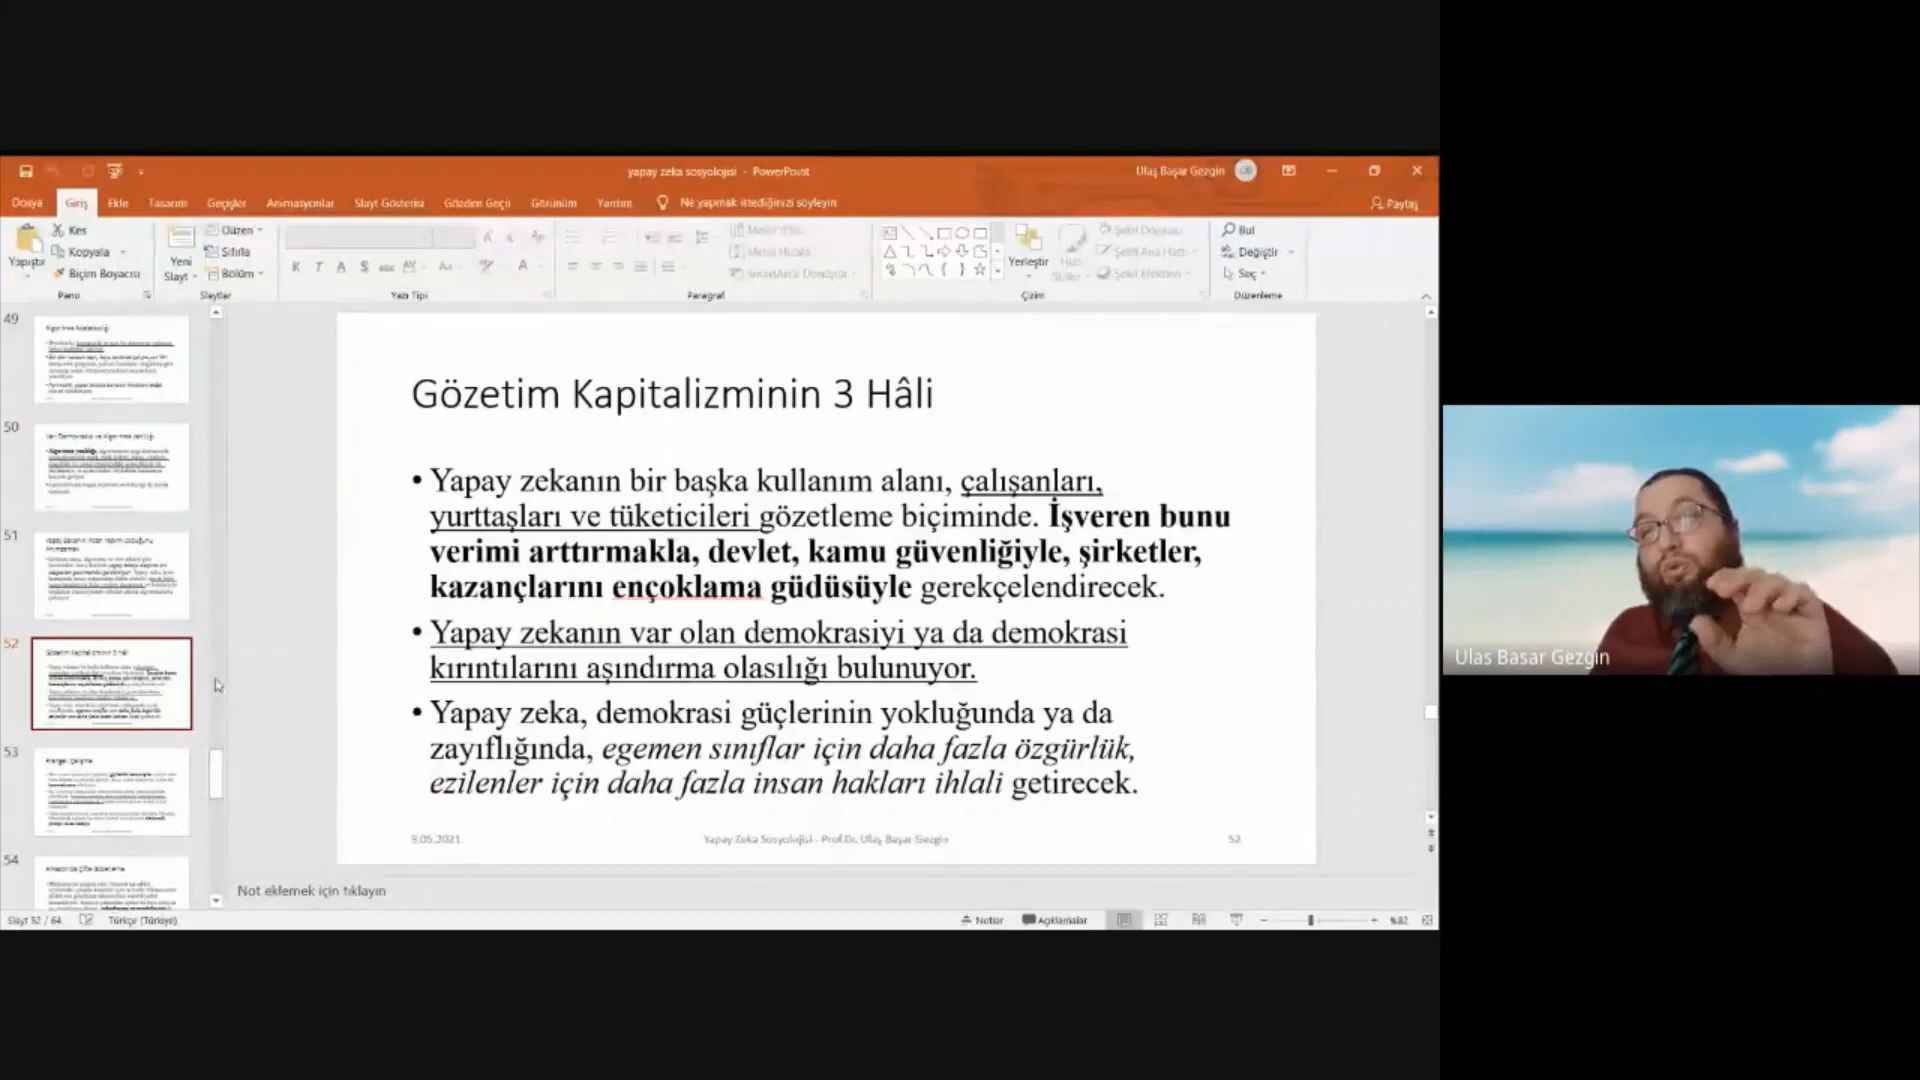 yapay zeka sosyolojisi - PowerPoint
Ulaş Başar Gezgin
Dosya Giriş Ekle Tasarım Geçişler Animasyonlar Slayt Gösterisi Gözden Geçir Görünüm Yardım Ne yapmak istediğinizi söyleyin Paylaş
Yapıştır
Kes
Kopyala
Biçim Boyacısı
Pano
Yeni
Slayt
Düzen
Sıfırla
Bölüm
Slaytlar
K T A S abc AV Aa A
Yazı Tipi
Metni Hizala
SmartArt'a Dönüştür
Paragraf
Yerleştir
Hızlı
Stiller
Şekil Dolgusu
Şekil Ana Hattı
Şekil Efektleri
Çizim
Bul
Değiştir
Seç
Düzenleme
49
50
51
52
Gözetim Kapitalizminin 3 Hâli
53
54
Gözetim Kapitalizminin 3 Hâli
• Yapay zekanın bir başka kullanım alanı, çalışanları,
yurttaşları ve tüketicileri gözetleme biçiminde. İşveren bunu
verimi arttırmakla, devlet, kamu güvenliğiyle, şirketler,
kazançlarını ençoklama güdüsüyle gerekçelendirecek.
• Yapay zekanın var olan demokrasiyi ya da demokrasi
kırıntılarını aşındırma olasılığı bulunuyor.
• Yapay zeka, demokrasi güçlerinin yokluğunda ya da
zayıflığında, egemen sınıflar için daha fazla özgürlük,
ezilenler için daha fazla insan hakları ihlali getirecek.
9.05.2021
Yapay Zeka Sosyolojisi - Prof.Dr. Ulaş Başar Gezgin
52
Not eklemek için tıklayın
Slayt 52 / 64
Türkçe (Türkiye)
Notlar
Açıklamalar
%82
Ulas Basar Gezgin